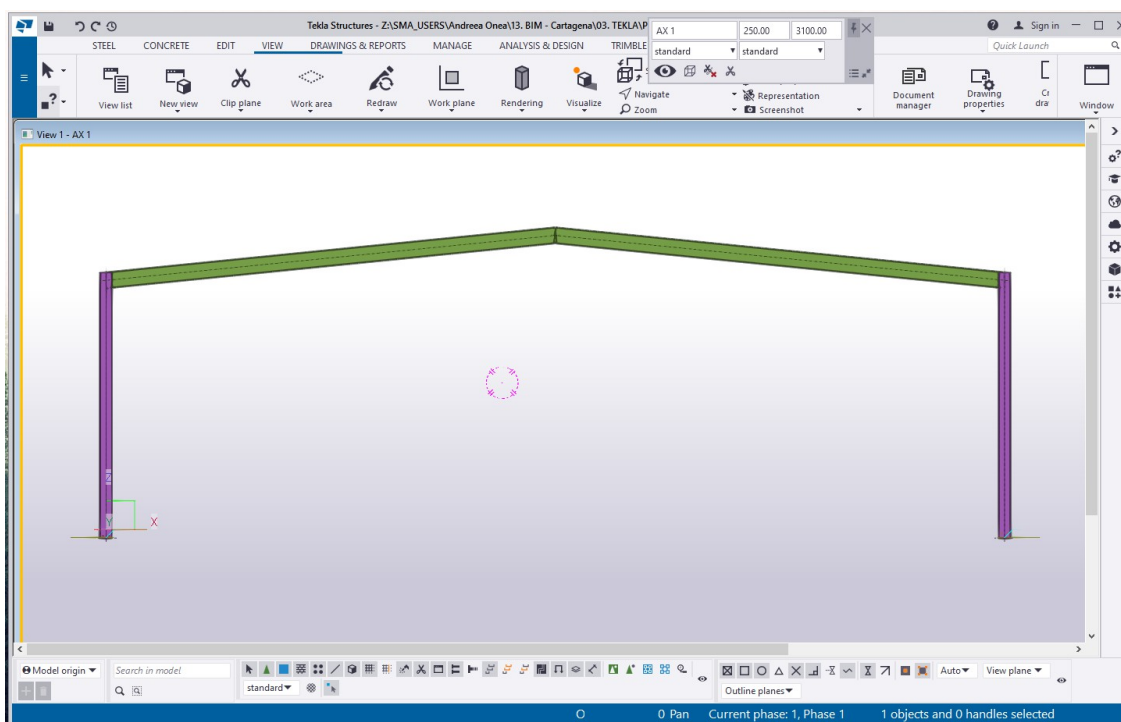 Tekla Structures - Z:\SMA_USERS\Andreea Onea\13. BIM - Cartagena\03. TEKLA\P
AX 1
250.00
3100.00
Sign in
STEEL
CONCRETE
EDIT
VIEW
DRAWINGS & REPORTS
MANAGE
ANALYSIS & DESIGN
TRIMBLE
standard
standard
Quick Launch
View list
New view
Clip plane
Work area
Redraw
Work plane
Rendering
Visualize
Navigate
Zoom
Representation
Screenshot
Document manager
Drawing properties
Window
View 1 - AX 1
Z
Y
X
Model origin
Search in model
standard
Auto
View plane
Outline planes
O
0 Pan
Current phase: 1, Phase 1
1 objects and 0 handles selected